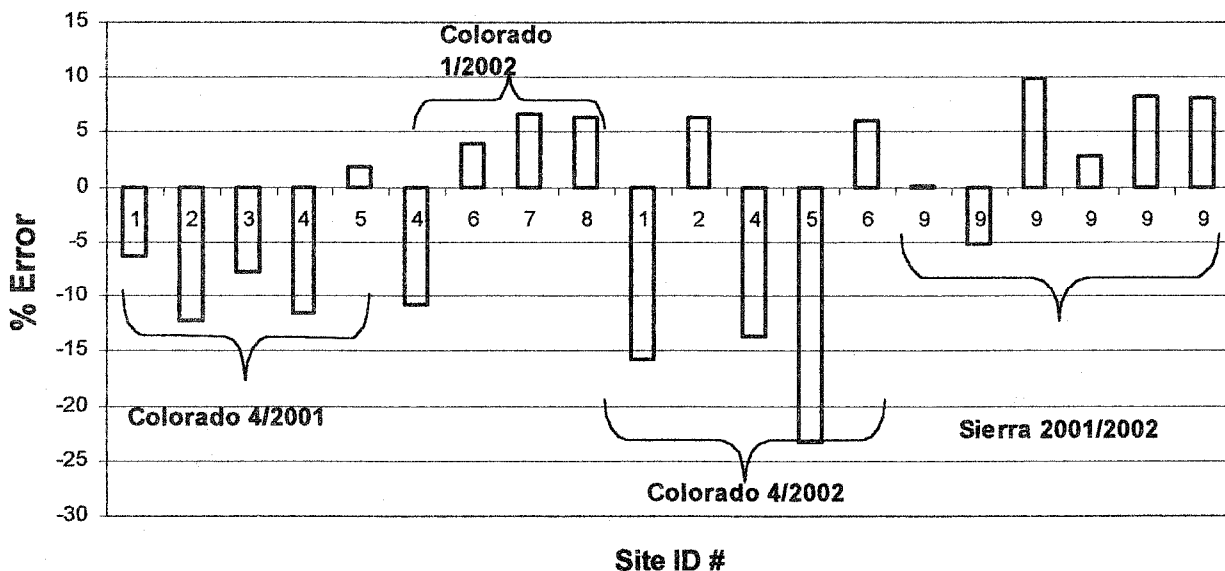 15
10
5
0
-5
-10
-15
-20
-25
-30
% Error
Colorado
1/2002
1 2 3 4 5 4 6 7 8 1 2 4 5 6 9 9 9 9 9 9
Colorado 4/2001
Sierra 2001/2002
Colorado 4/2002
Site ID #